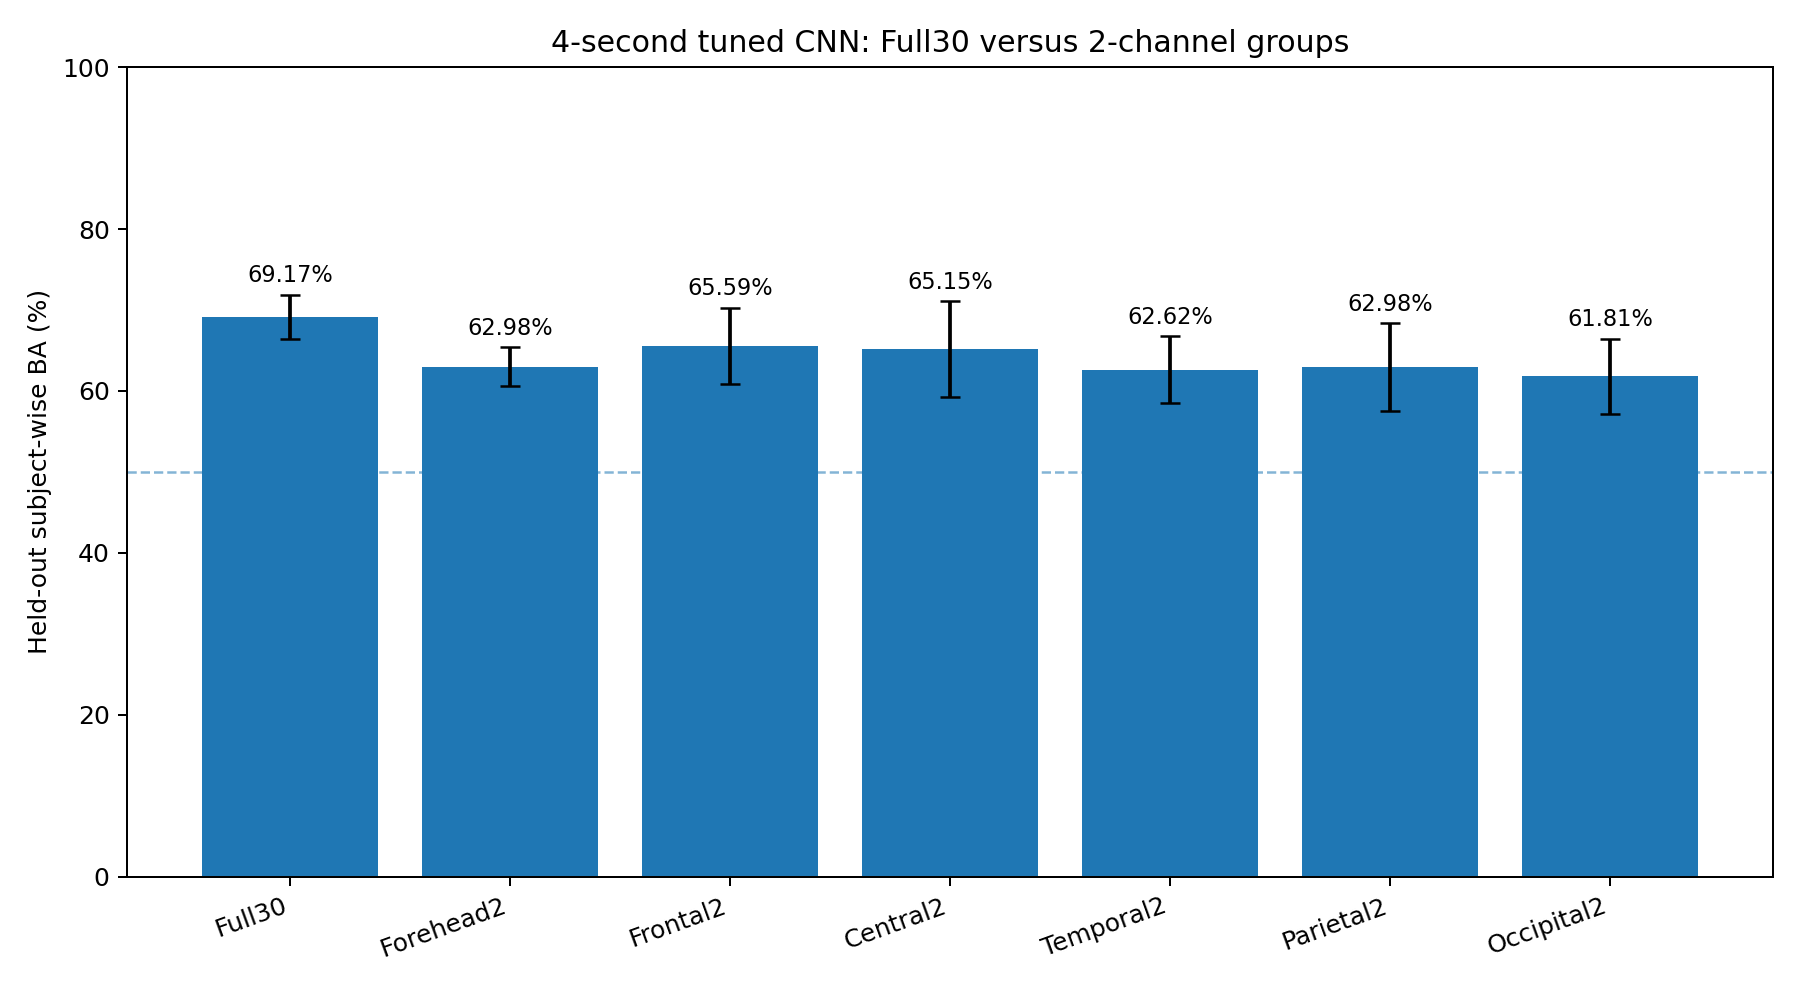 4-second tuned CNN: Full30 versus 2-channel groups
Held-out subject-wise BA (%)
100
80
60
40
20
0
69.17%
62.98%
65.59%
65.15%
62.62%
62.98%
61.81%
Full30
Forehead2
Frontal2
Central2
Temporal2
Parietal2
Occipital2